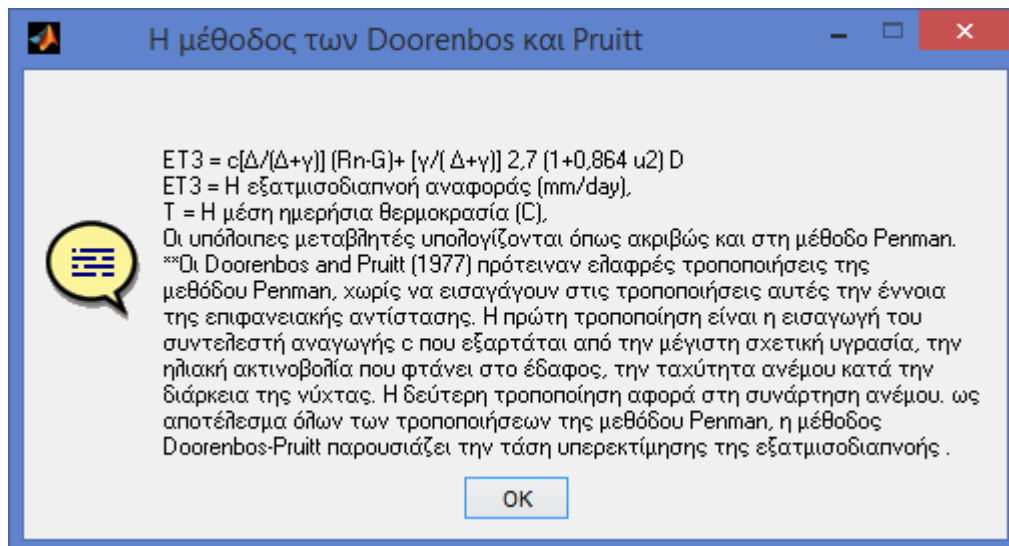 Η μέθοδος των Doorenbos και Pruitt
ET3 = c[Δ/(Δ+γ)] (Rn-G)+ [γ/( Δ+γ)] 2,7 (1+0,864 u2) D
ET3 = Η εξατμισοδιαπνοή αναφοράς (mm/day),
T = Η μέση ημερήσια θερμοκρασία (C),
Οι υπόλοιπες μεταβλητές υπολογίζονται όπως ακριβώς και στη μέθοδο Penman.
**Οι Doorenbos and Pruitt (1977) πρότειναν ελαφρές τροποποιήσεις της
μεθόδου Penman, χωρίς να εισαγάγουν στις τροποποιήσεις αυτές την έννοια
της επιφανειακής αντίστασης. Η πρώτη τροποποίηση είναι η εισαγωγή του
συντελεστή αναγωγής c που εξαρτάται από την μέγιστη σχετική υγρασία, την
ηλιακή ακτινοβολία που φτάνει στο έδαφος, την ταχύτητα ανέμου κατά την
διάρκεια της νύχτας. Η δεύτερη τροποποίηση αφορά στη συνάρτηση ανέμου. ως
αποτέλεσμα όλων των τροποποιήσεων της μεθόδου Penman, η μέθοδος
Doorenbos-Pruitt παρουσιάζει την τάση υπερεκτίμησης της εξατμισοδιαπνοής .
OK